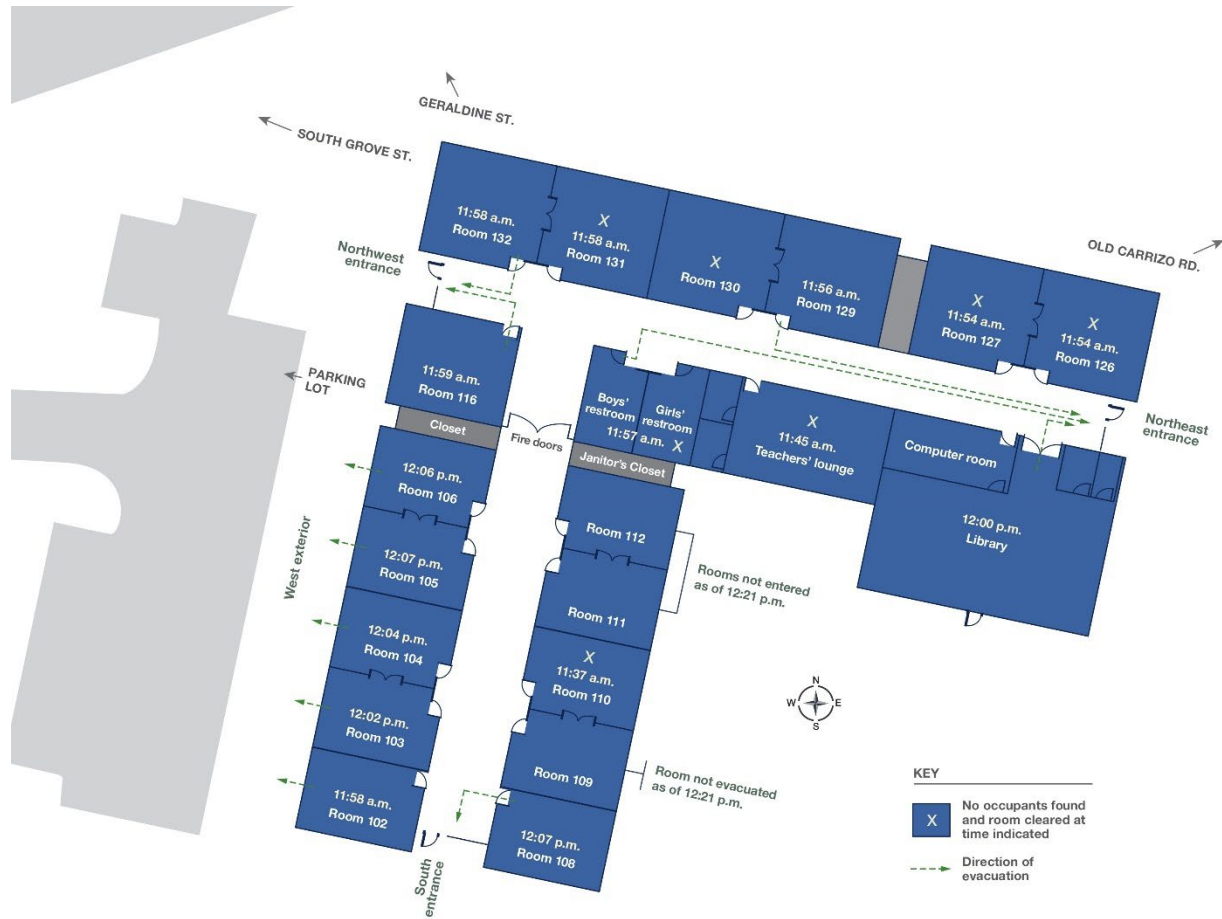 GERALDINE ST.
SOUTH GROVE ST.
OLD CARRIZO RD.
PARKING
LOT
Northwest
entrance
11:58 a.m.
Room 132
X
11:58 a.m.
Room 131
X
Room 130
11:56 a.m.
Room 129
X
11:54 a.m.
Room 127
X
11:54 a.m.
Room 126
Northeast
entrance
11:59 a.m.
Room 116
Closet
Fire doors
Boys'
restroom
Girls'
restroom
11:57 a.m.
X
Janitor's Closet
X
11:45 a.m.
Teachers' lounge
Computer room
12:00 p.m.
Library
12:06 p.m.
Room 106
12:07 p.m.
Room 105
12:04 p.m.
Room 104
12:02 p.m.
Room 103
11:58 a.m.
Room 102
West exterior
Room 112
Room 111
Rooms not entered
as of 12:21 p.m.
X
11:37 a.m.
Room 110
Room 109
Room not evacuated
as of 12:21 p.m.
12:07 p.m.
Room 108
South
entrance
N
W
E
S
KEY
X
No occupants found
and room cleared at
time indicated
Direction of
evacuation